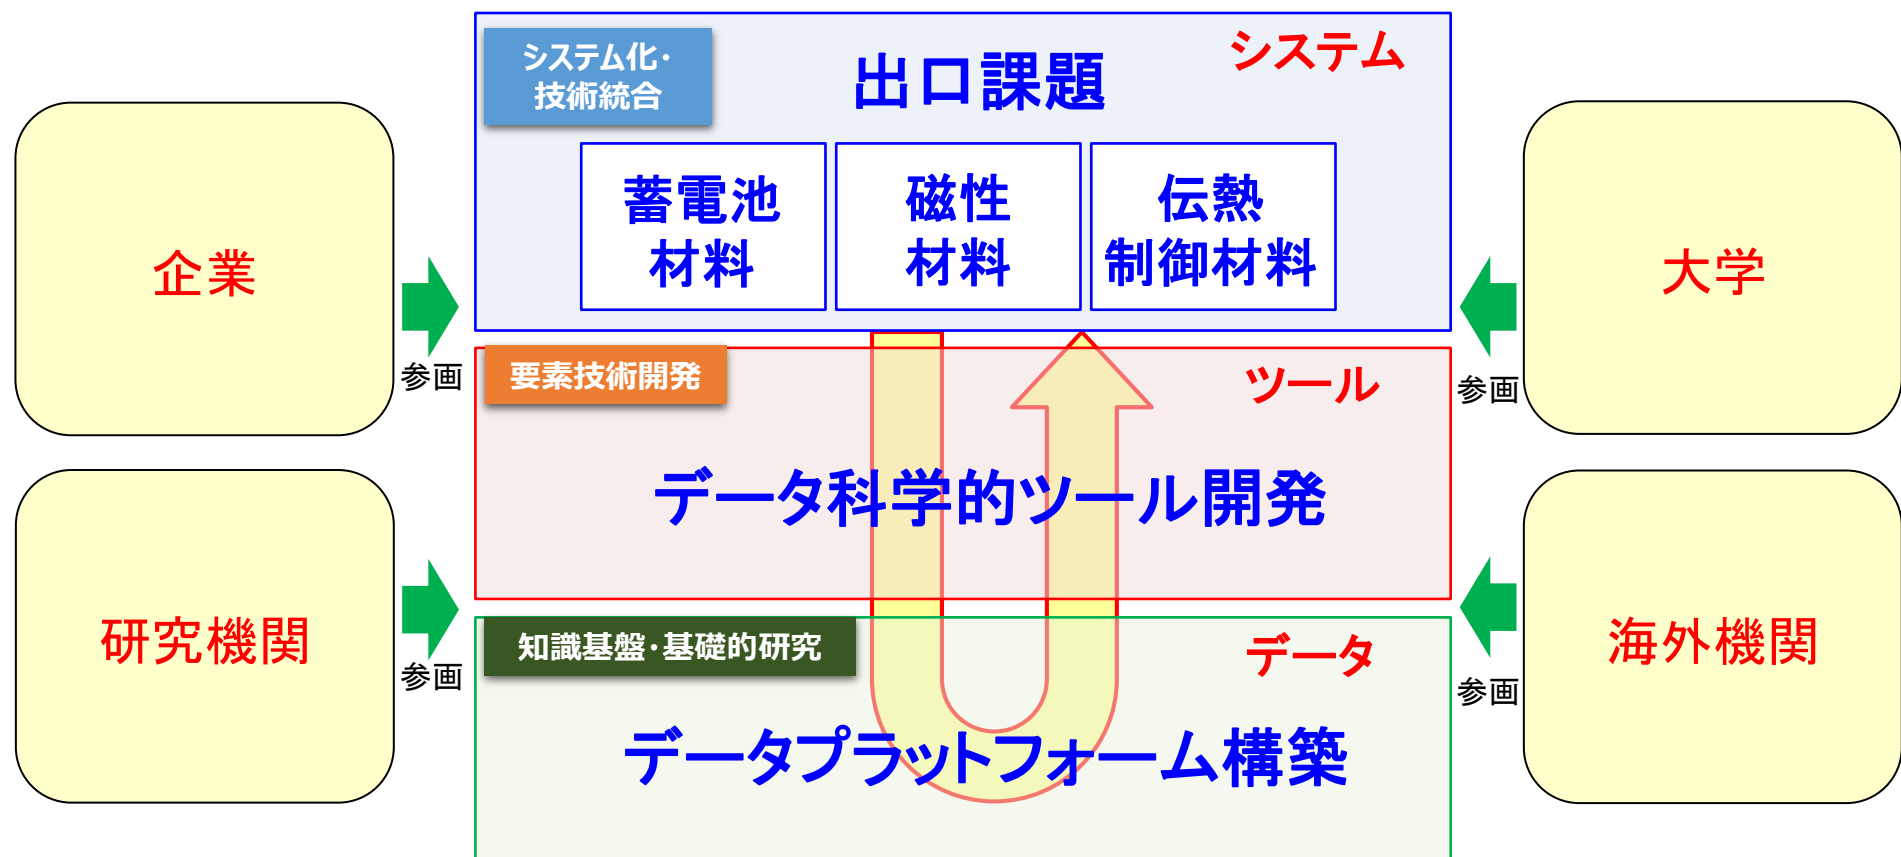 システム化・
技術統合
出口課題
システム
蓄電池
材料
磁性
材料
伝熱
制御材料
企業
参画
大学
参画
要素技術開発
ツール
データ科学的ツール開発
研究機関
参画
海外機関
参画
知識基盤・基礎的研究
データ
データプラットフォーム構築